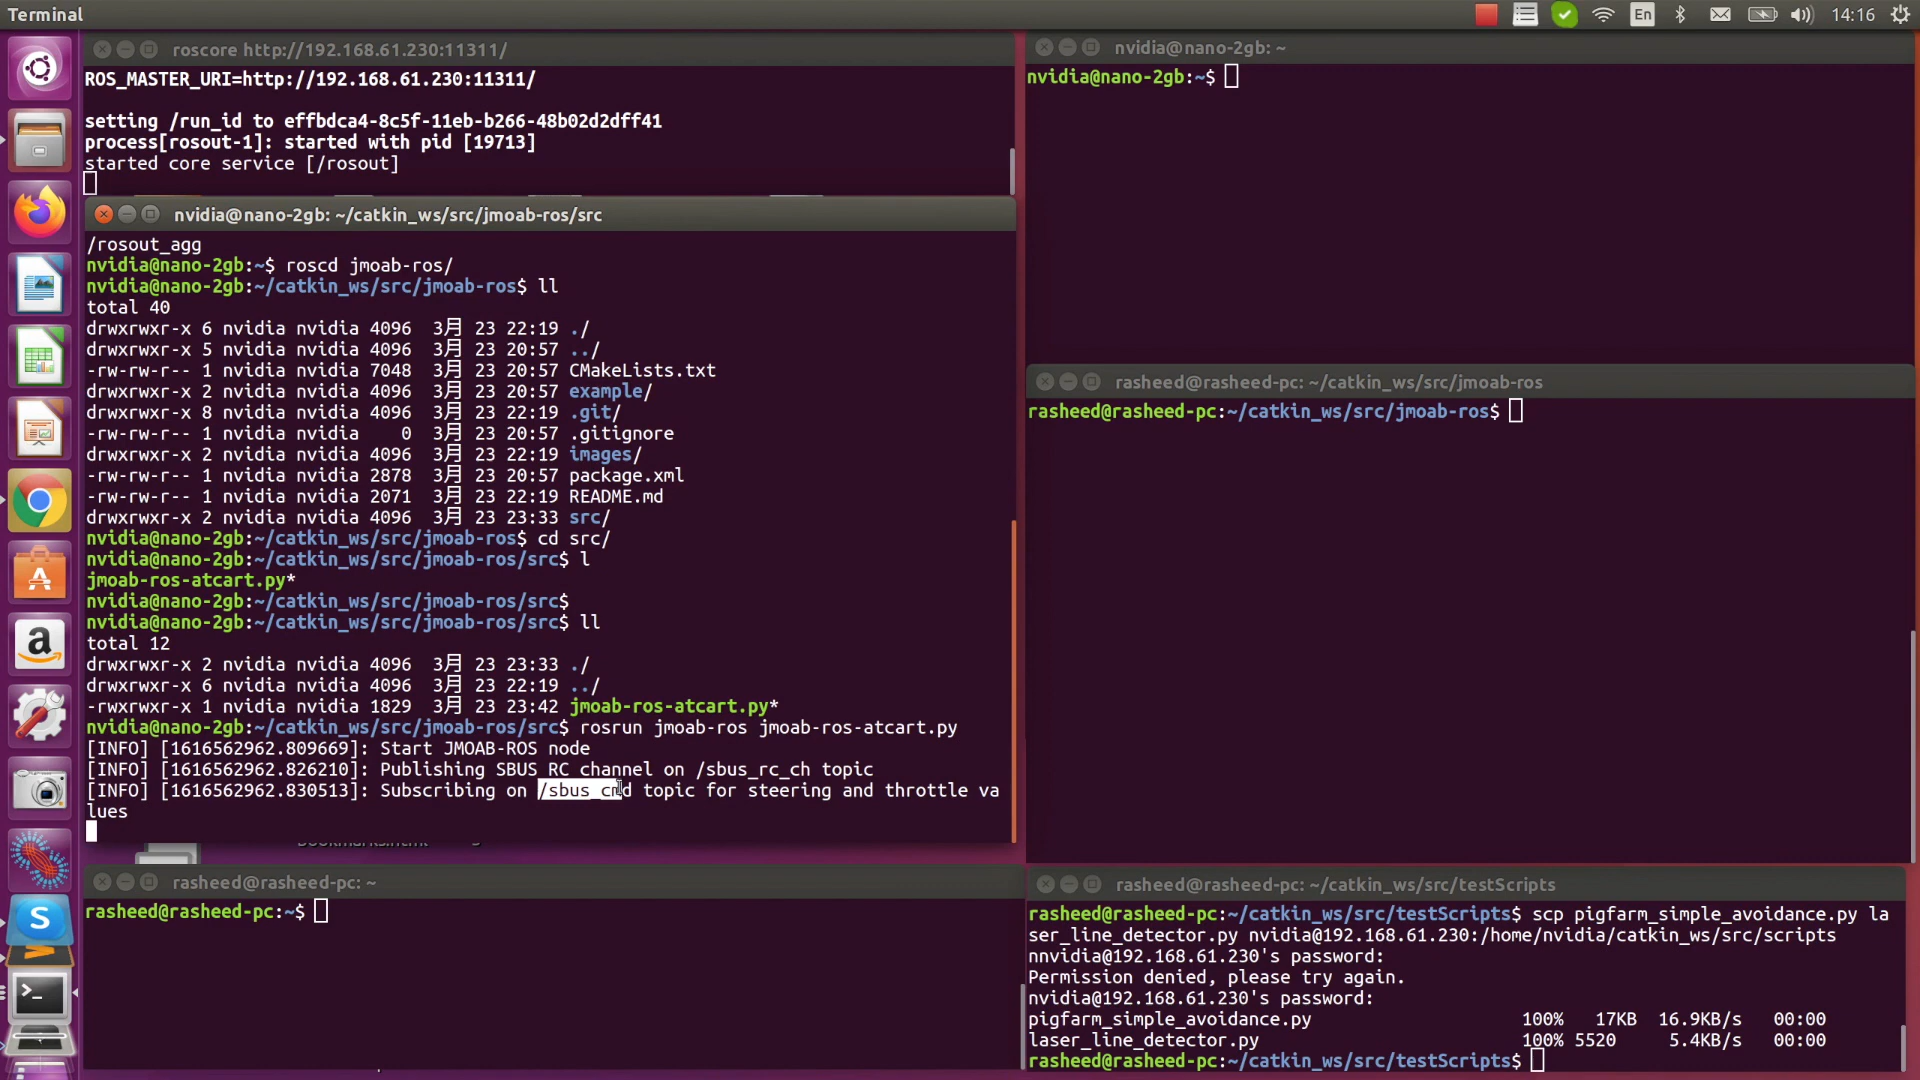 Terminal
En
14:16
roscore http://192.168.61.230:11311/
ROS_MASTER_URI=http://192.168.61.230:11311/
setting /run_id to effbdca4-8c5f-11eb-b266-48b02d2dff41
process[rosout-1]: started with pid [19713]
started core service [/rosout]
nvidia@nano-2gb: ~/catkin_ws/src/jmoab-ros/src
/rosout_agg
nvidia@nano-2gb:~$ roscd jmoab-ros/
nvidia@nano-2gb:~/catkin_ws/src/jmoab-ros$ ll
total 40
drwxrwxr-x 6 nvidia nvidia 4096  3月 23 22:19 ./
drwxrwxr-x 5 nvidia nvidia 4096  3月 23 20:57 ../
-rw-rw-r-- 1 nvidia nvidia 7048  3月 23 20:57 CMakeLists.txt
drwxrwxr-x 2 nvidia nvidia 4096  3月 23 20:57 example/
drwxrwxr-x 8 nvidia nvidia 4096  3月 23 22:19 .git/
-rw-rw-r-- 1 nvidia nvidia    0  3月 23 20:57 .gitignore
drwxrwxr-x 2 nvidia nvidia 4096  3月 23 22:19 images/
-rw-rw-r-- 1 nvidia nvidia 2878  3月 23 20:57 package.xml
-rw-rw-r-- 1 nvidia nvidia 2071  3月 23 22:19 README.md
drwxrwxr-x 2 nvidia nvidia 4096  3月 23 23:33 src/
nvidia@nano-2gb:~/catkin_ws/src/jmoab-ros$ cd src/
nvidia@nano-2gb:~/catkin_ws/src/jmoab-ros/src$ l
jmoab-ros-atcart.py*
nvidia@nano-2gb:~/catkin_ws/src/jmoab-ros/src$
nvidia@nano-2gb:~/catkin_ws/src/jmoab-ros/src$ ll
total 12
drwxrwxr-x 2 nvidia nvidia 4096  3月 23 23:33 ./
drwxrwxr-x 6 nvidia nvidia 4096  3月 23 22:19 ../
-rwxrwxr-x 1 nvidia nvidia 1829  3月 23 23:42 jmoab-ros-atcart.py*
nvidia@nano-2gb:~/catkin_ws/src/jmoab-ros/src$ rosrun jmoab-ros jmoab-ros-atcart.py
[INFO] [1616562962.809669]: Start JMOAB-ROS node
[INFO] [1616562962.826210]: Publishing SBUS RC channel on /sbus_rc_ch topic
[INFO] [1616562962.830513]: Subscribing on /sbus_cmd topic for steering and throttle va
lues
rasheed@rasheed-pc: ~
rasheed@rasheed-pc:~$
nvidia@nano-2gb: ~
nvidia@nano-2gb:~$
rasheed@rasheed-pc: ~/catkin_ws/src/jmoab-ros
rasheed@rasheed-pc:~/catkin_ws/src/jmoab-ros$
rasheed@rasheed-pc: ~/catkin_ws/src/testScripts
rasheed@rasheed-pc:~/catkin_ws/src/testScripts$ scp pigfarm_simple_avoidance.py la
ser_line_detector.py nvidia@192.168.61.230:/home/nvidia/catkin_ws/src/scripts
nnvidia@192.168.61.230's password:
Permission denied, please try again.
nvidia@192.168.61.230's password:
pigfarm_simple_avoidance.py 100% 17KB 16.9KB/s 00:00
laser_line_detector.py 100% 5520 5.4KB/s 00:00
rasheed@rasheed-pc:~/catkin_ws/src/testScripts$